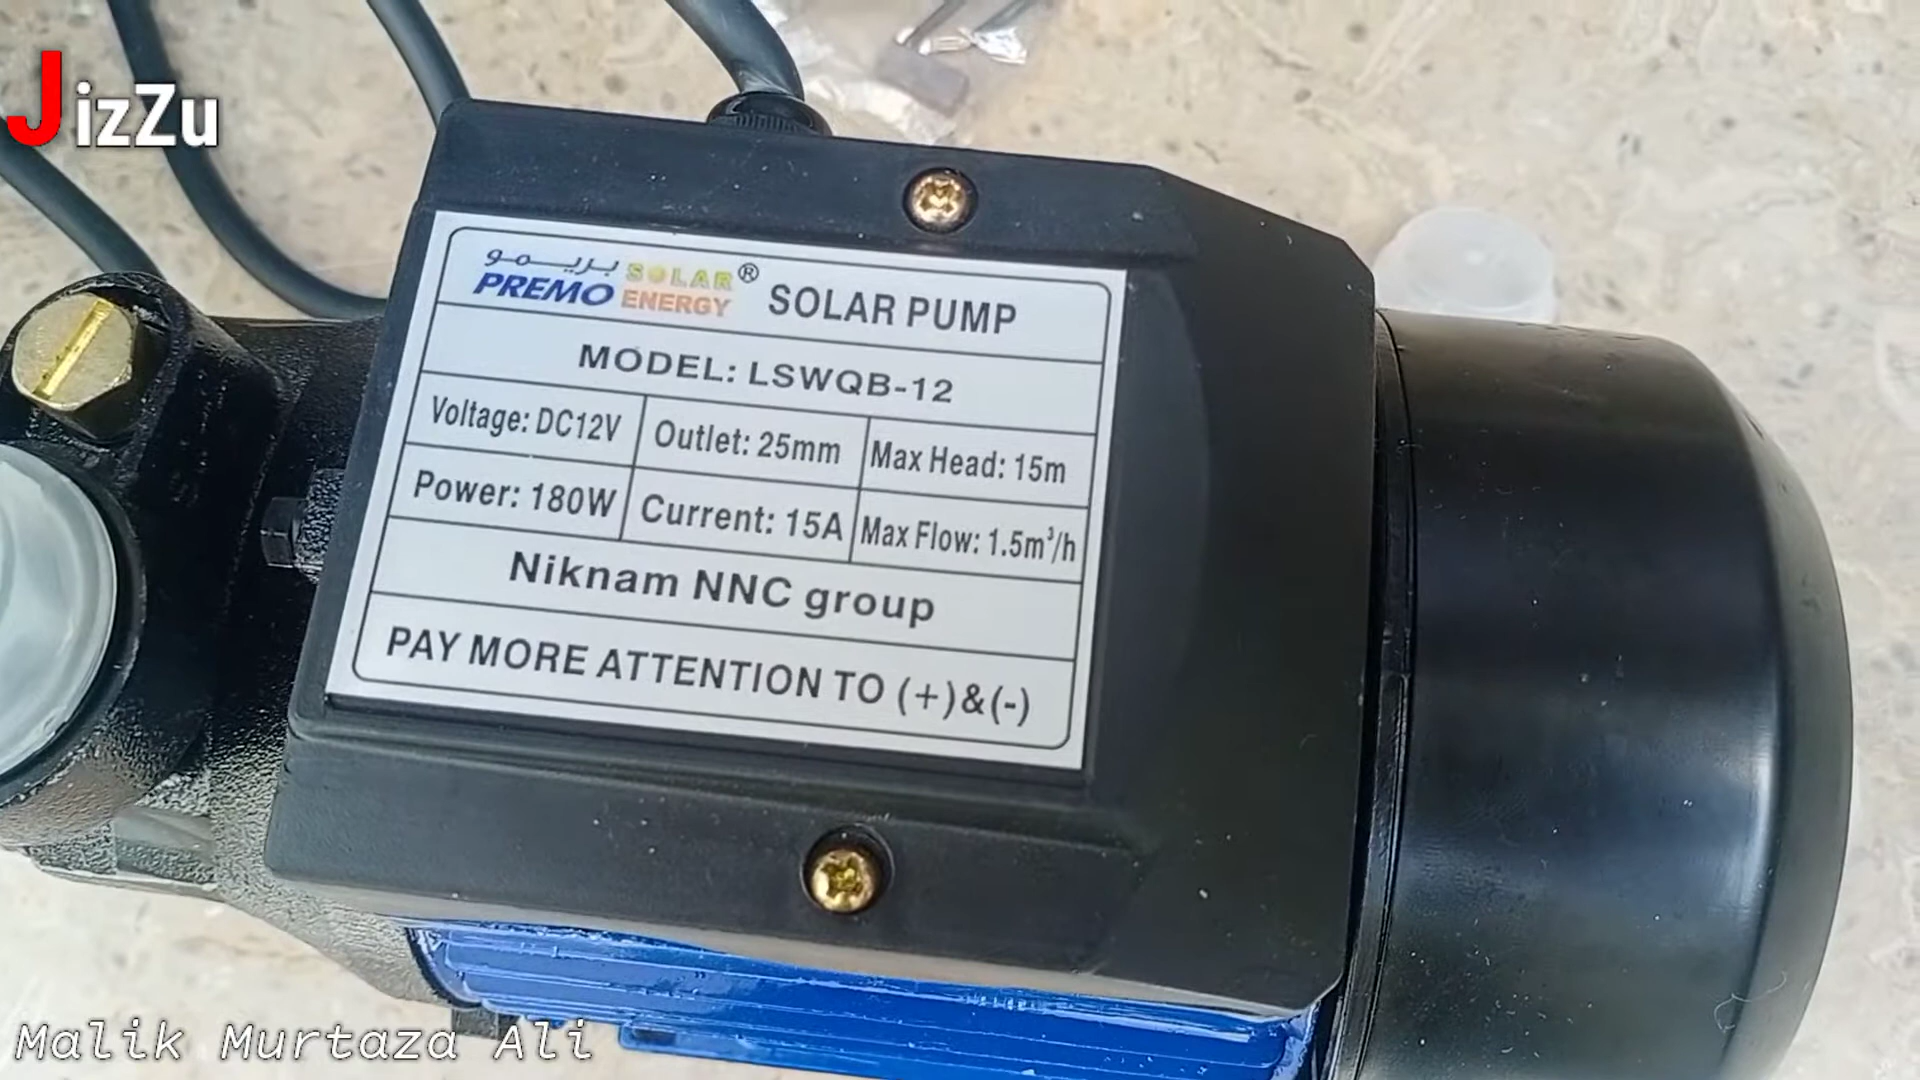 JizZu
بريمو SOLAR ®
PREMO ENERGY SOLAR PUMP
MODEL: LSWQB-12
Voltage: DC12V Outlet: 25mm Max Head: 15m
Power: 180W Current: 15A Max Flow: 1.5m³/h
Niknam NNC group
PAY MORE ATTENTION TO (+)&(-)
Malik Murtaza Ali